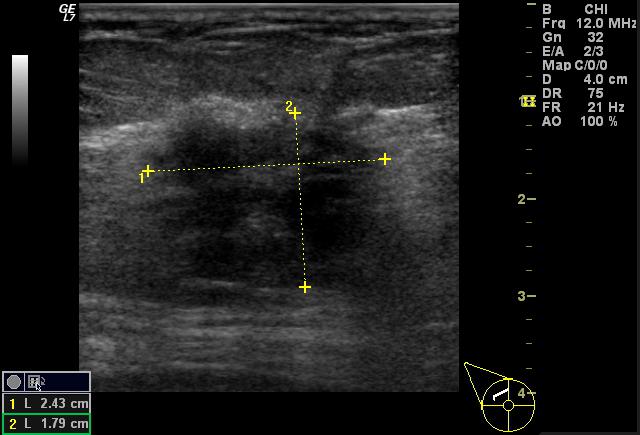 GE
L7
B CHI
Frq 12.0 MHz
Gn 32
E/A 2/3
Map C/0/0
D 4.0 cm
DR 75
FR 21 Hz
AO 100 %
2
1
2
3
4
1 L 2.43 cm
2 L 1.79 cm